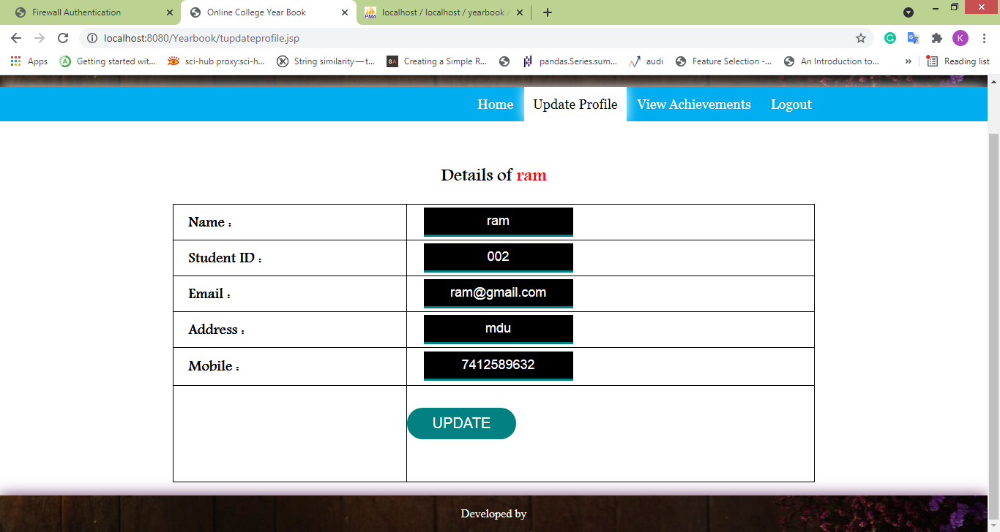 Firewall Authentication
Online College Year Book
localhost / localhost / yearbook /
localhost:8080/Yearbook/tupdateprofile.jsp
K
Apps
Getting started wit...
sci-hub proxy:sci-h...
String similarity — t...
SA
Creating a Simple R...
pandas.Series.sum...
audi
Feature Selection -...
An Introduction to...
»
Reading list
Home
Update Profile
View Achievements
Logout
Details of ram
Name : ram
Student ID : 002
Email : ram@gmail.com
Address : mdu
Mobile : 7412589632
UPDATE
Developed by